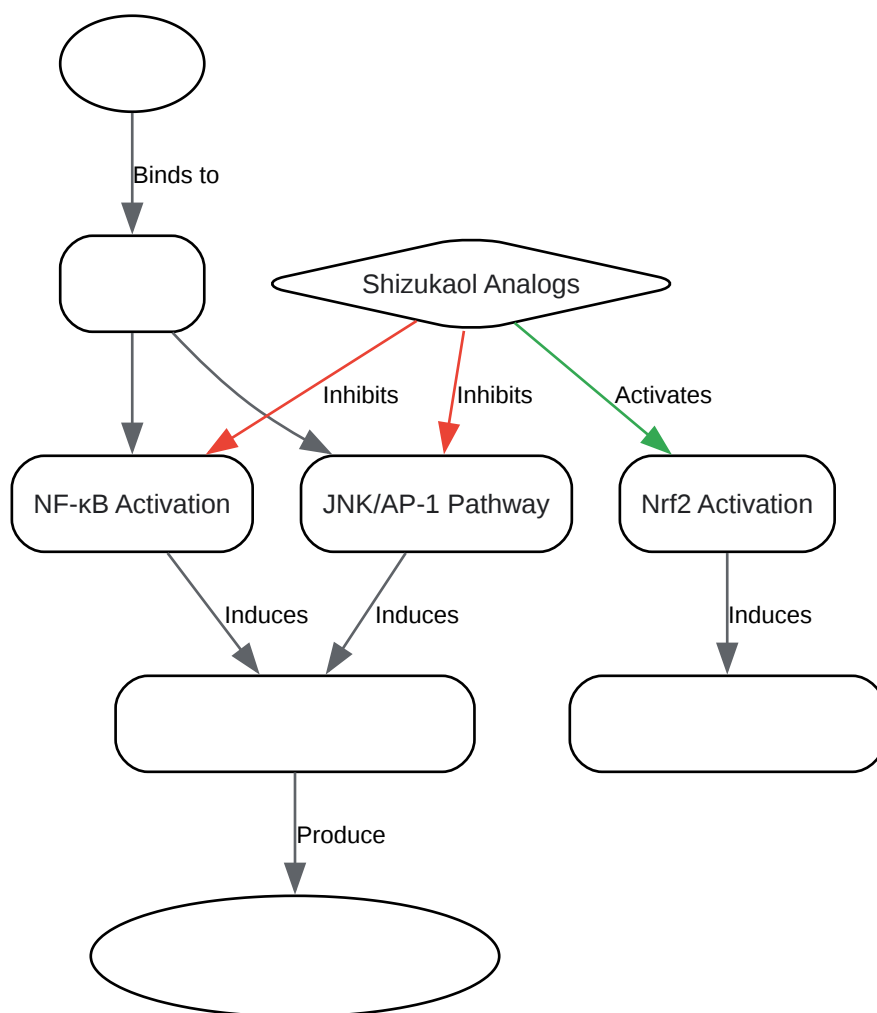 Binds to
Shizukaol Analogs
Inhibits
Inhibits
Activates
NF-κB Activation
JNK/AP-1 Pathway
Nrf2 Activation
Induces
Induces
Induces
Produce